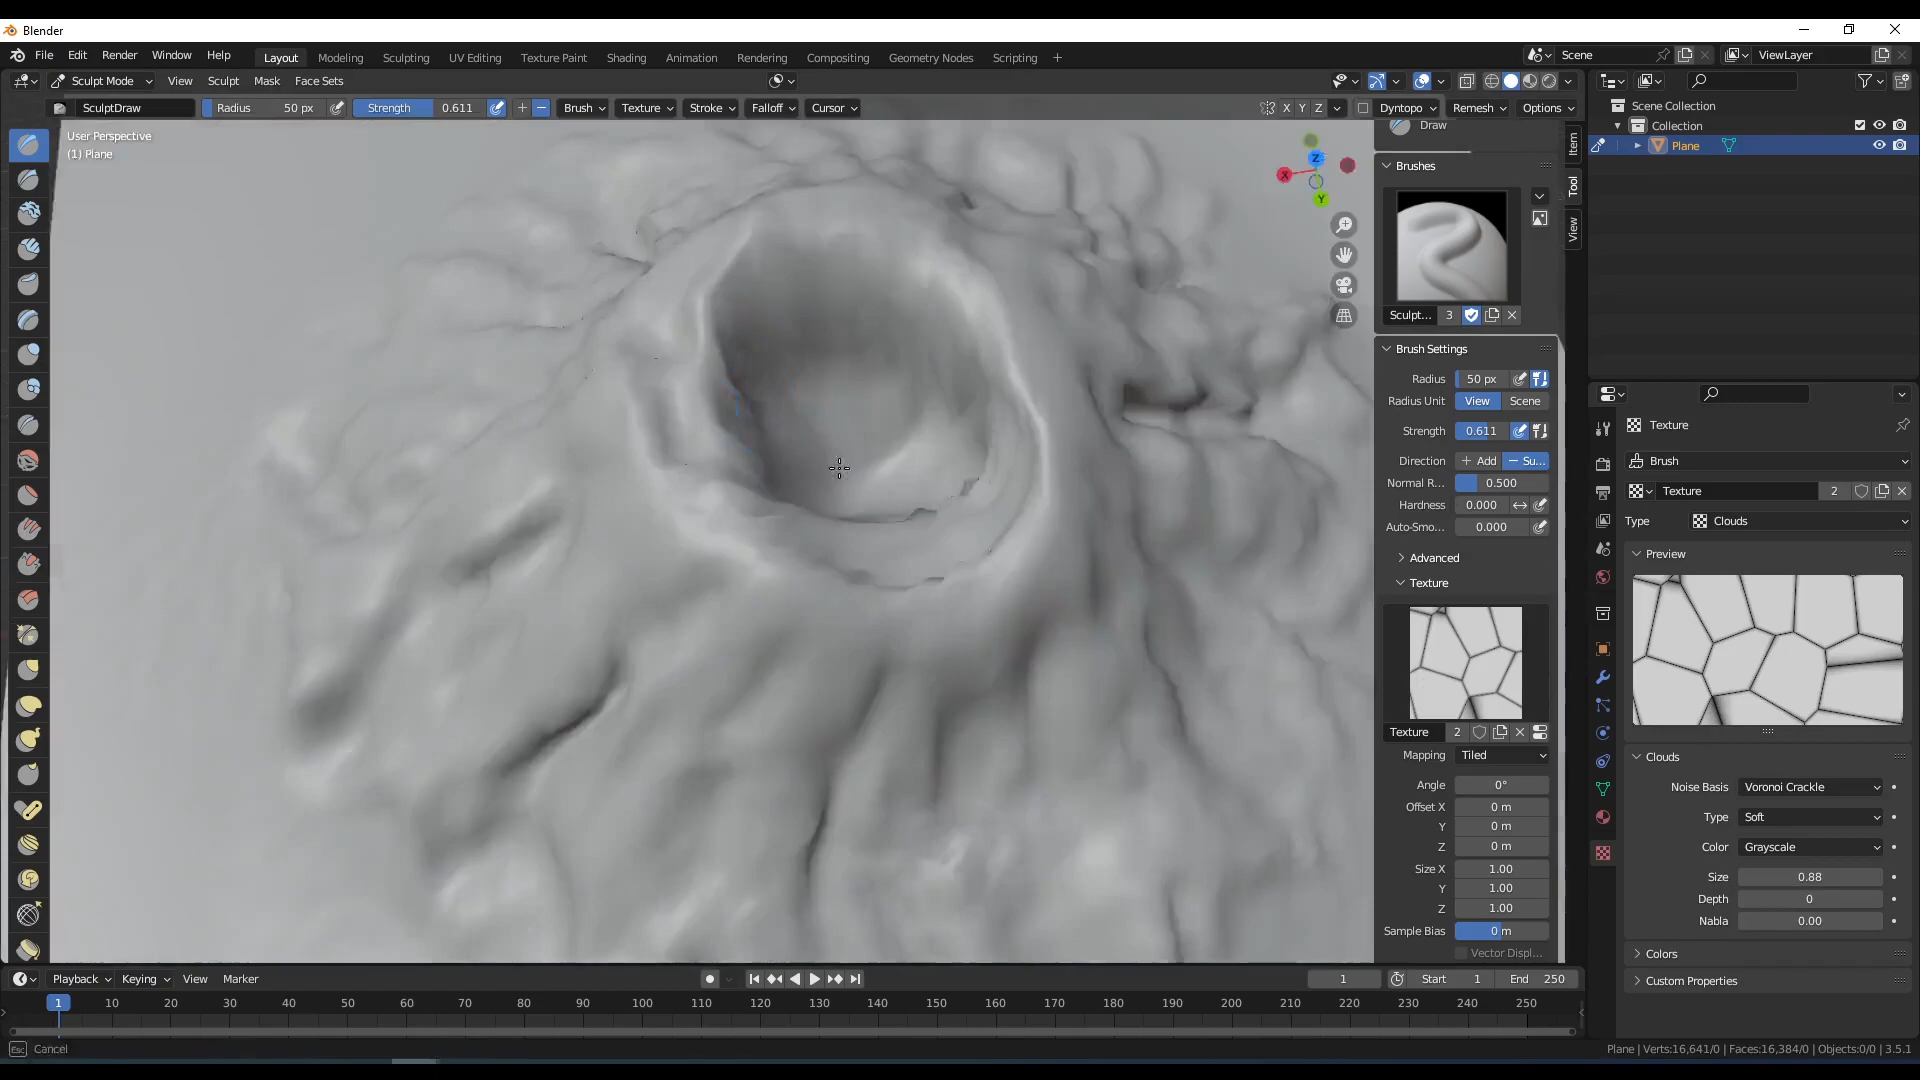 Blender
File Edit Render Window Help Layout Modeling Sculpting UV Editing Texture Paint Shading Animation Rendering Compositing Geometry Nodes Scripting + Scene ViewLayer
Sculpt Mode View Sculpt Mask Face Sets
SculptDraw Radius 50 px Strength 0.611 + − Brush Texture Stroke Falloff Cursor X Y Z Dyntopo Remesh Options
User Perspective
(1) Plane
X Z Y
Draw
Brushes
Sculpt... 3
Brush Settings
Radius 50 px
Radius Unit View Scene
Strength 0.611
Direction + Add − Su...
Normal R... 0.500
Hardness 0.000
Auto-Smo... 0.000
Advanced
Texture
Texture 2
Mapping Tiled
Angle 0°
Offset X 0 m
Y 0 m
Z 0 m
Size X 1.00
Y 1.00
Z 1.00
Sample Bias 0 m
Vector Displ...
Item
Tool
View
Scene Collection
Collection
Plane
Texture
Brush
Texture 2
Type Clouds
Preview
Clouds
Noise Basis Voronoi Crackle
Type Soft
Color Grayscale
Size 0.88
Depth 0
Nabla 0.00
Colors
Custom Properties
Playback Keying View Marker 1 Start 1 End 250
1 10 20 30 40 50 60 70 80 90 100 110 120 130 140 150 160 170 180 190 200 210 220 230 240 250
Esc Cancel
Plane | Verts:16,641/0 | Faces:16,384/0 | Objects:0/0 | 3.5.1